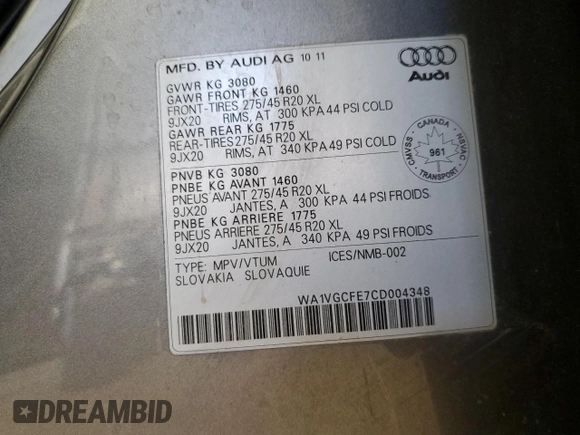 MFD. BY AUDI AG 10 11
Audi
GVWR KG 3080
GAWR FRONT KG 1460
FRONT-TIRES 275/45 R20 XL
9JX20 RIMS, AT 300 KPA 44 PSI COLD
GAWR REAR KG 1775
REAR-TIRES 275/45 R20 XL
9JX20 RIMS, AT 340 KPA 49 PSI COLD
CANADA
CMVSS
NSVAC
961
TRANSPORT
PNVB KG 3080
PNBE KG AVANT 1460
PNEUS AVANT 275/45 R20 XL
9JX20 JANTES, A 300 KPA 44 PSI FROIDS
PNBE KG ARRIERE 1775
PNEUS ARRIERE 275/45 R20 XL
9JX20 JANTES, A 340 KPA 49 PSI FROIDS
TYPE: MPV/VTUM ICES/NMB-002
SLOVAKIA SLOVAQUIE
WA1VGCFE7CD004348
DREAMBID